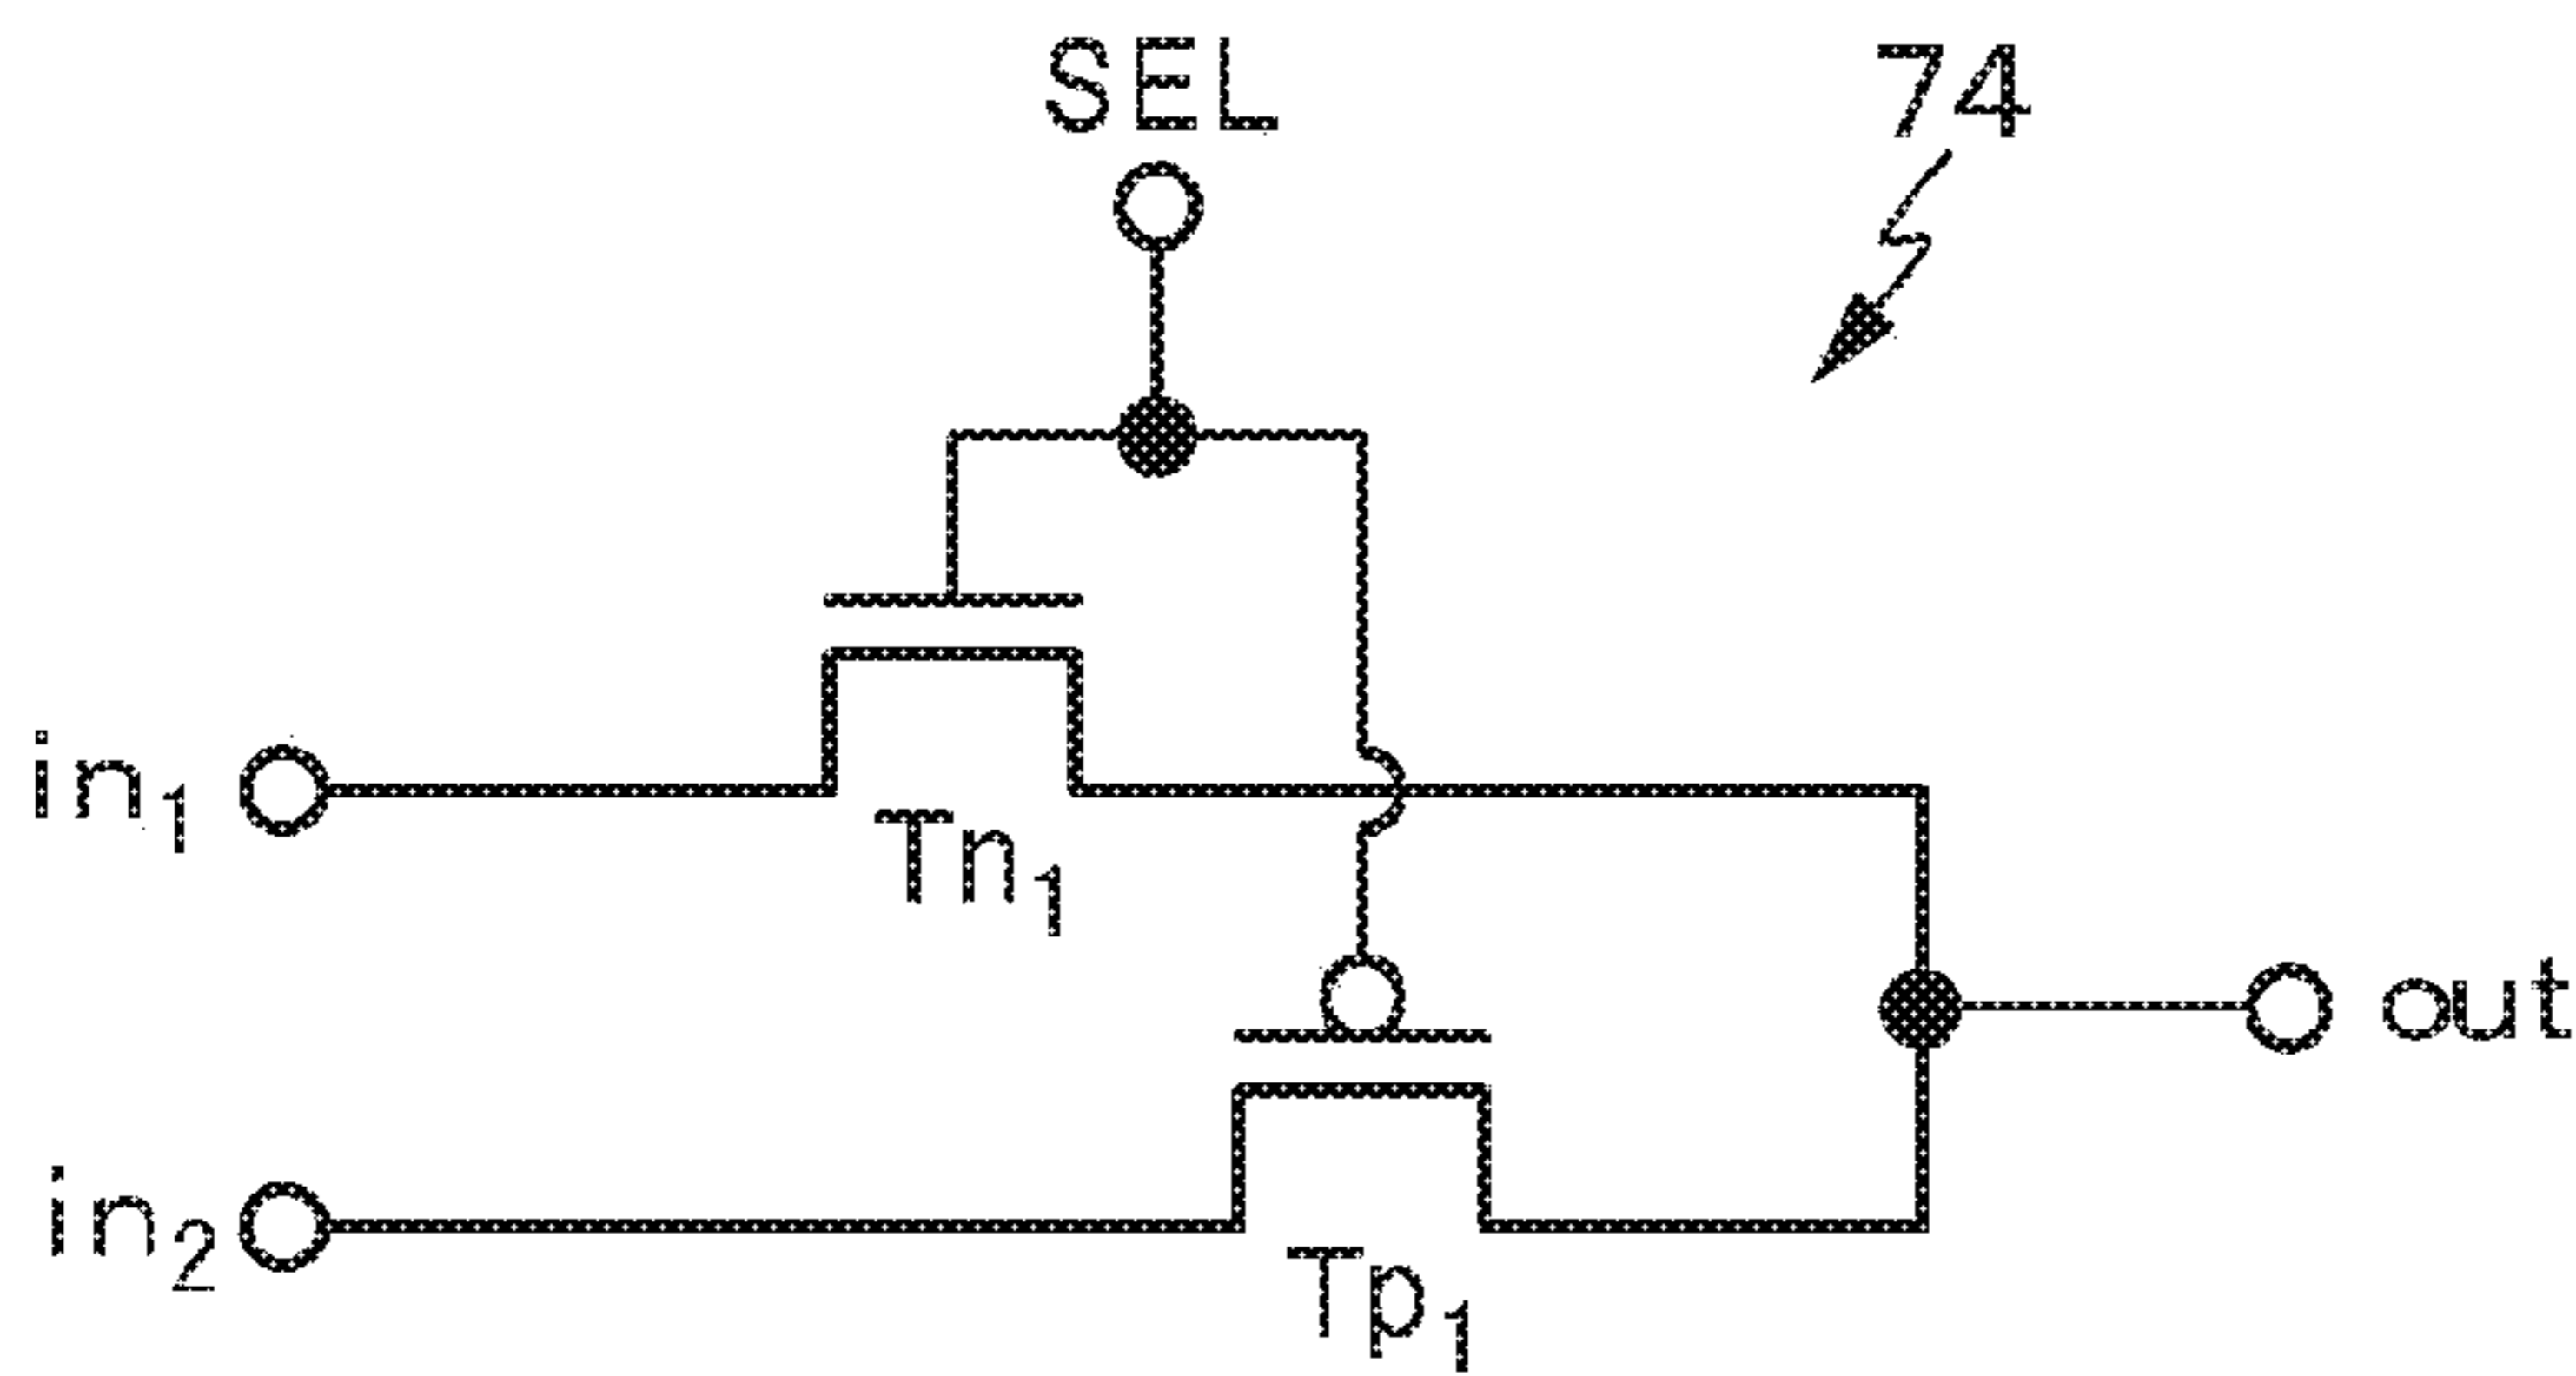 SEL
74
in₁
Tn₁
out
in₂
Tp₁